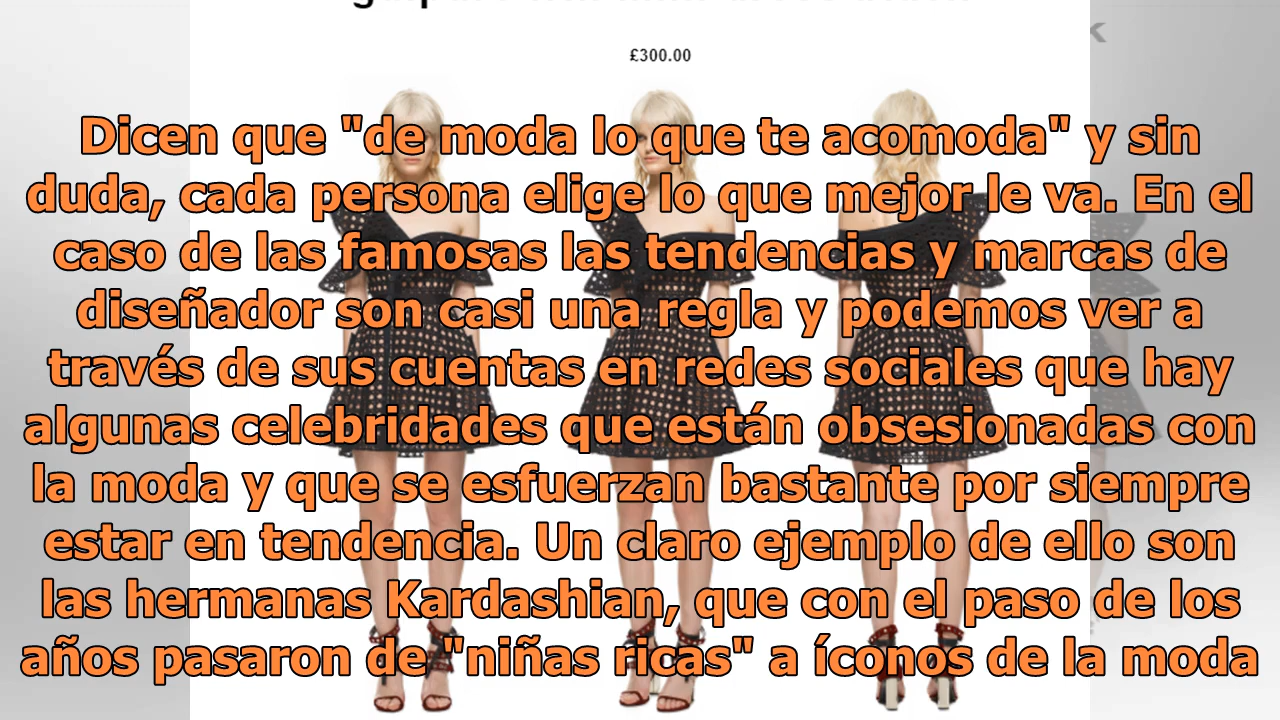 £300.00
Dicen que "de moda lo que te acomoda" y sin
duda, cada persona elige lo que mejor le va. En el
caso de las famosas las tendencias y marcas de
diseñador son casi una regla y podemos ver a
través de sus cuentas en redes sociales que hay
algunas celebridades que están obsesionadas con
la moda y que se esfuerzan bastante por siempre
estar en tendencia. Un claro ejemplo de ello son
las hermanas Kardashian, que con el paso de los
años pasaron de "niñas ricas" a íconos de la moda